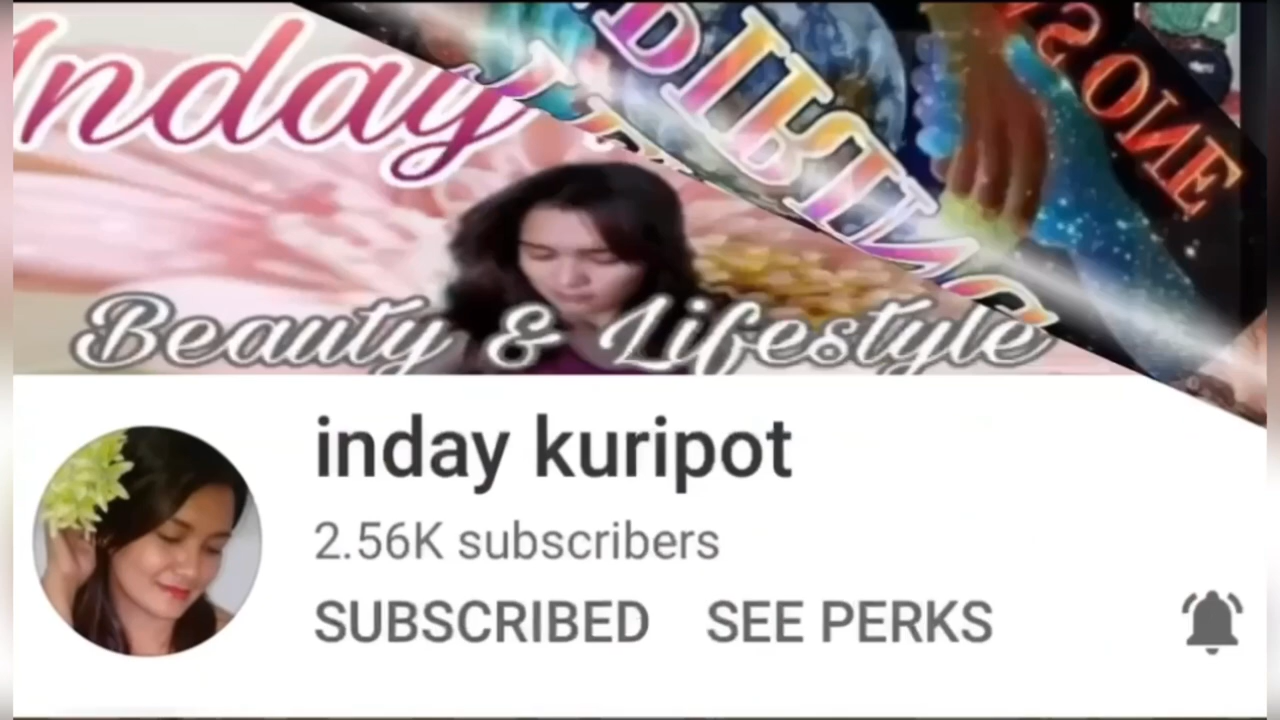 Inday
Beauty & Lifestyle
inday kuripot
2.56K subscribers
SUBSCRIBED SEE PERKS